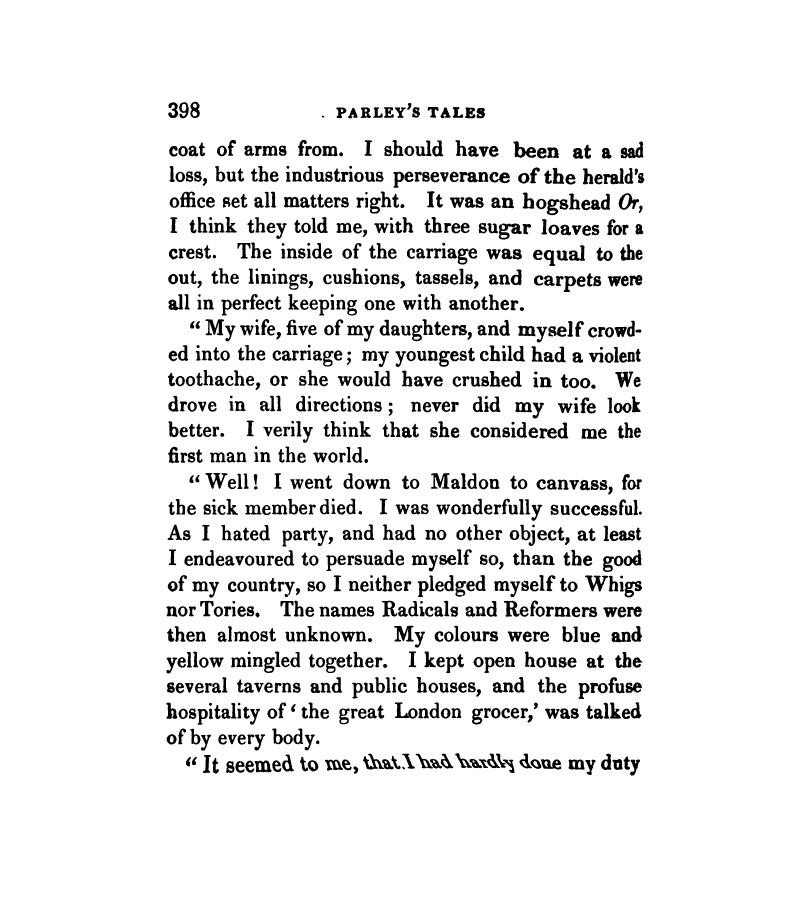 398 . PARLEY'S TALES
coat of arms from. I should have been at a sad
loss, but the industrious perseverance of the herald's
office set all matters right. It was an hogshead Or,
I think they told me, with three sugar loaves for a
crest. The inside of the carriage was equal to the
out, the linings, cushions, tassels, and carpets were
all in perfect keeping one with another.
“ My wife, five of my daughters, and myself crowd-
ed into the carriage ; my youngest child had a violent
toothache, or she would have crushed in too. We
drove in all directions ; never did my wife look
better. I verily think that she considered me the
first man in the world.
“ Well ! I went down to Maldon to canvass, for
the sick member died. I was wonderfully successful.
As I hated party, and had no other object, at least
I endeavoured to persuade myself so, than the good
of my country, so I neither pledged myself to Whigs
nor Tories. The names Radicals and Reformers were
then almost unknown. My colours were blue and
yellow mingled together. I kept open house at the
several taverns and public houses, and the profuse
hospitality of ‘ the great London grocer,’ was talked
of by every body.
“ It seemed to me, that I had hardly done my duty